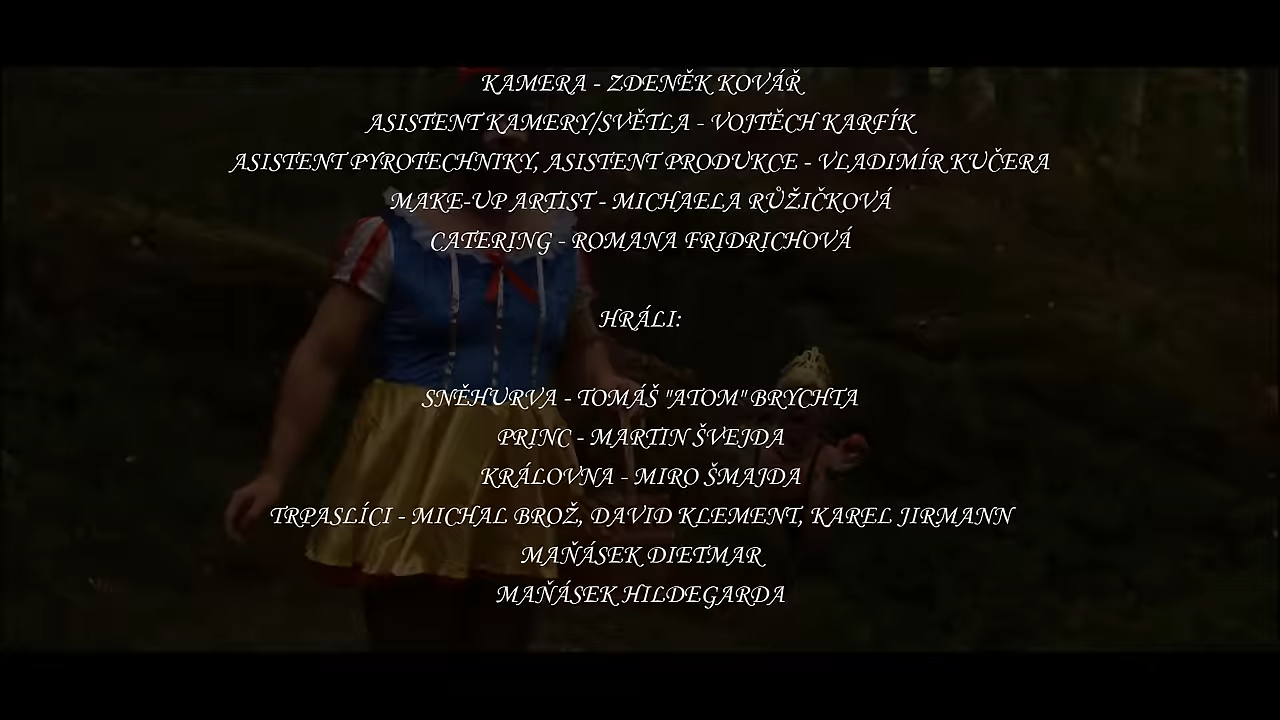 KAMERA - ZDENĚK KOVÁŘ
ASISTENT KAMERY/SVĚTLA - VOJTĚCH KARFÍK
ASISTENT PYROTECHNIKY, ASISTENT PRODUKCE - VLADIMÍR KUČERA
MAKE-UP ARTIST - MICHAELA RŮŽIČKOVÁ
CATERING - ROMANA FRIDRICHOVÁ
HRÁLI:
SNĚHURVA - TOMÁŠ "ATOM" BRYCHTA
PRINC - MARTIN ŠVEJDA
KRÁLOVNA - MIRO ŠMAJDA
TRPASLÍCI - MICHAL BROŽ, DAVID KLEMENT, KAREL JIRMANN
MAŇÁSEK DIETMAR
MAŇÁSEK HILDEGARDA